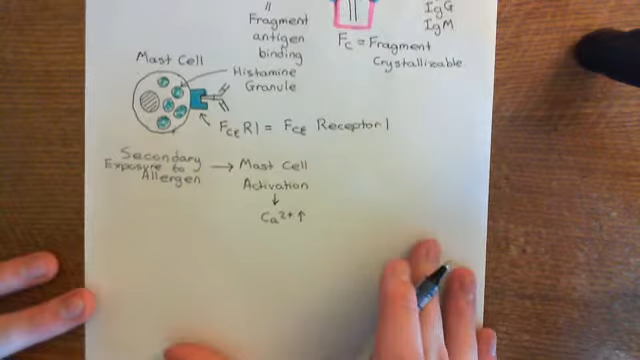 =
Fragment
antigen
binding
IgG
IgM
Fc = Fragment
Crystallizable
Mast Cell
Histamine
Granule
FcεRI = Fcε Receptor I
Secondary
Exposure to
Allergen
→ Mast Cell
Activation
↓
Ca2+ ↑